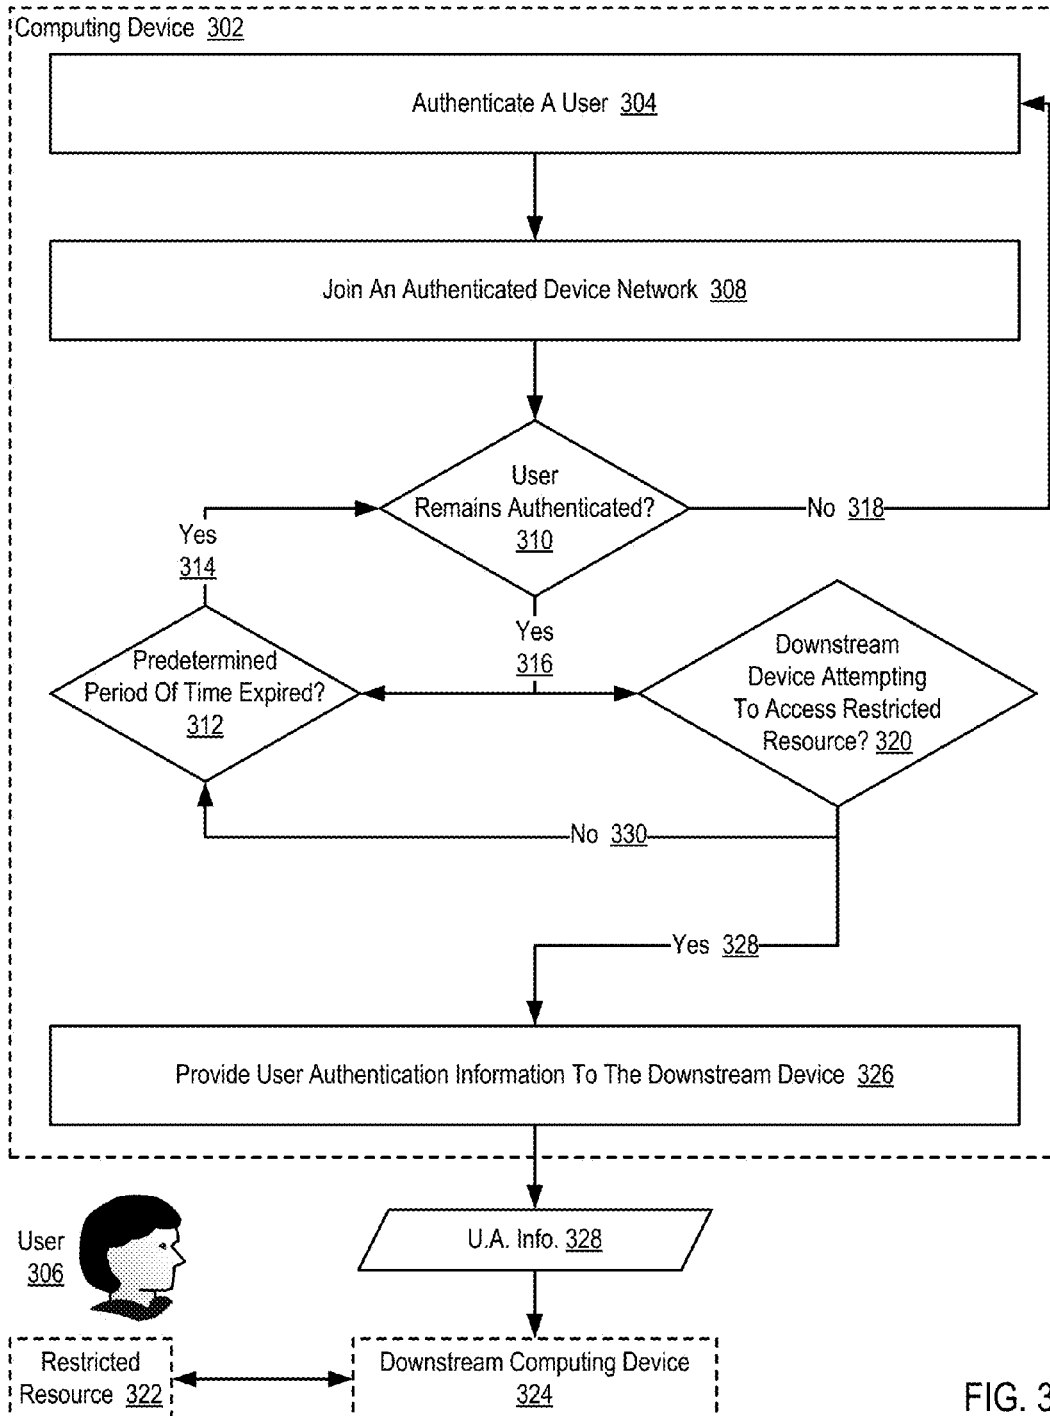 Computing Device 302
Authenticate A User 304
Join An Authenticated Device Network 308
User
Remains Authenticated?
310
No 318
Yes
314
Yes
316
Predetermined
Period Of Time Expired?
312
Downstream
Device Attempting
To Access Restricted
Resource? 320
No 330
Yes 328
Provide User Authentication Information To The Downstream Device 326
U.A. Info. 328
User
306
Restricted
Resource 322
Downstream Computing Device
324
FIG. 3